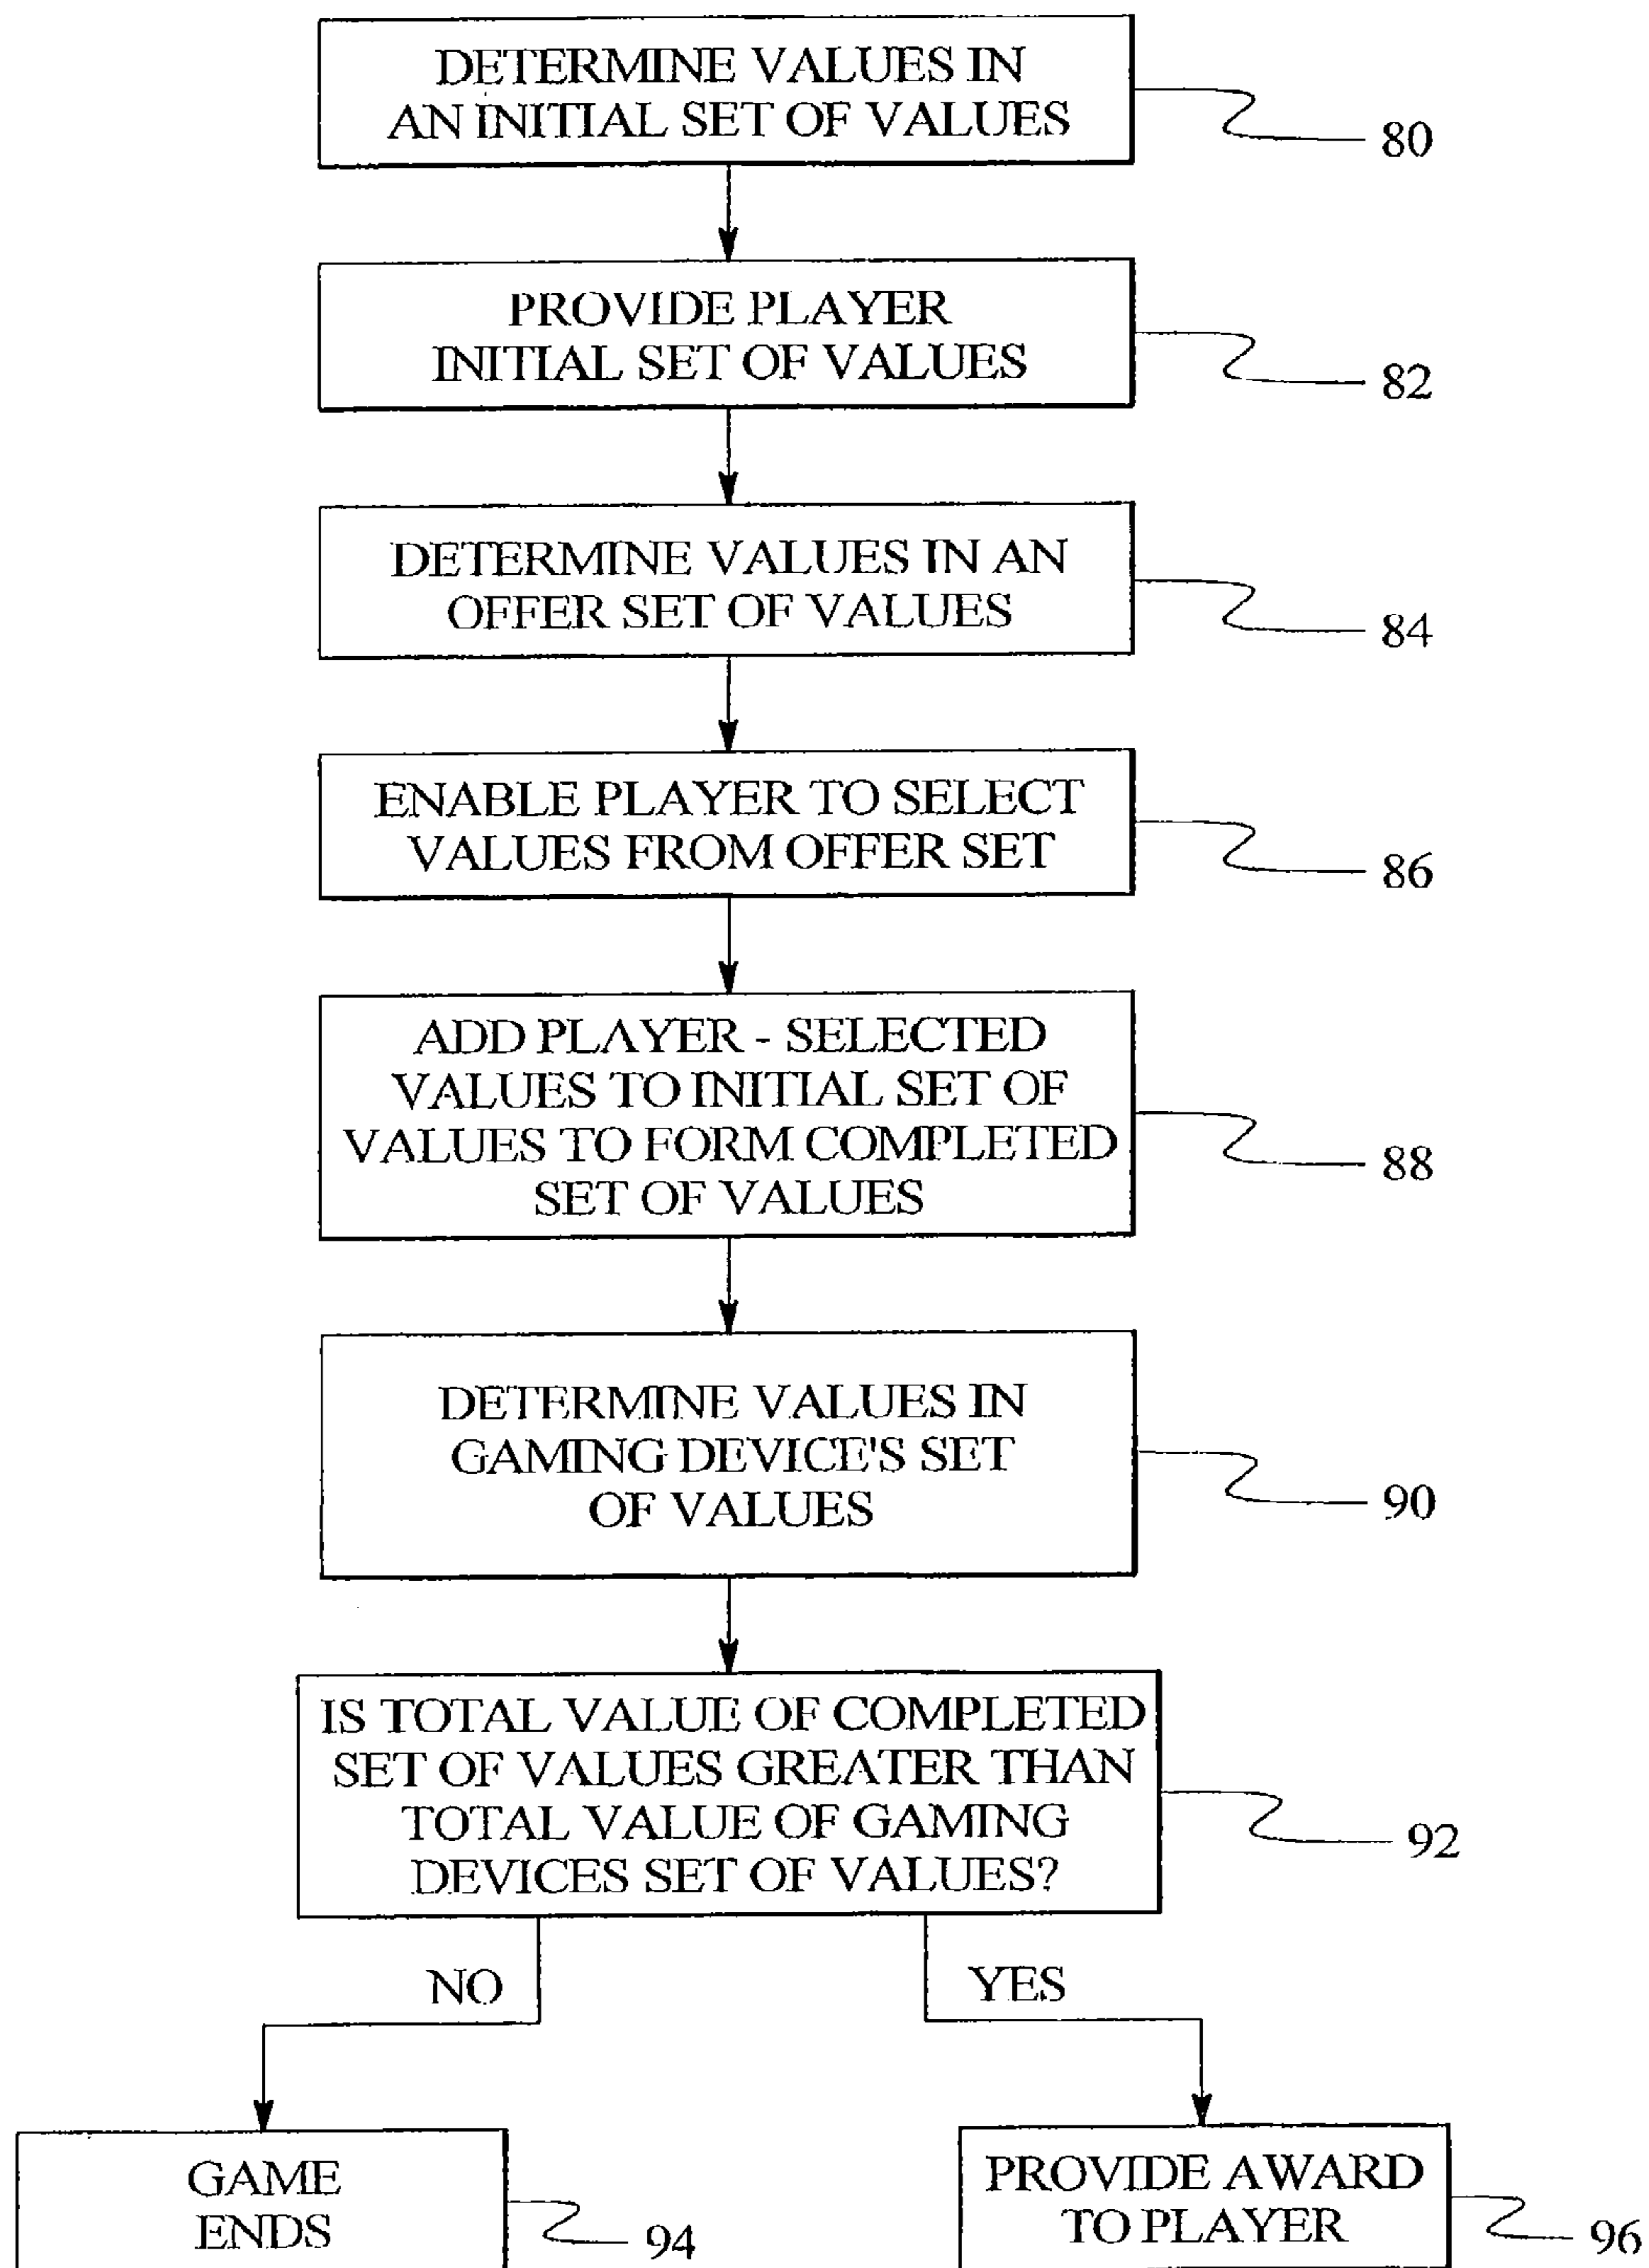 DETERMINE VALUES IN
AN INITIAL SET OF VALUES
80
PROVIDE PLAYER
INITIAL SET OF VALUES
82
DETERMINE VALUES IN AN
OFFER SET OF VALUES
84
ENABLE PLAYER TO SELECT
VALUES FROM OFFER SET
86
ADD PLAYER - SELECTED
VALUES TO INITIAL SET OF
VALUES TO FORM COMPLETED
SET OF VALUES
88
DETERMINE VALUES IN
GAMING DEVICE'S SET
OF VALUES
90
IS TOTAL VALUE OF COMPLETED
SET OF VALUES GREATER THAN
TOTAL VALUE OF GAMING
DEVICES SET OF VALUES?
92
NO
YES
GAME
ENDS
94
PROVIDE AWARD
TO PLAYER
96